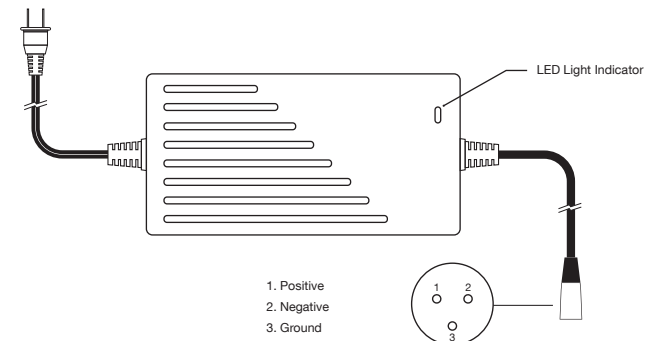 LED Light Indicator
1. Positive
2. Negative
3. Ground
1 2
3